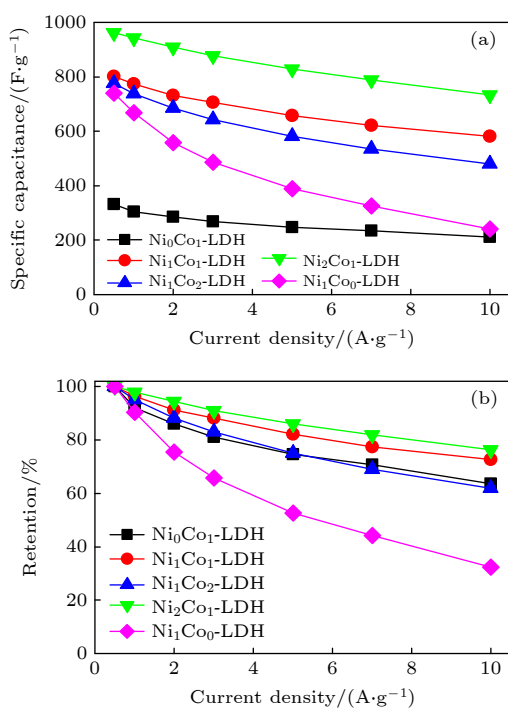 (a)
1000
800
600
400
200
0
Specific capacitance/(F·g⁻¹)
Ni₀Co₁-LDH
Ni₁Co₁-LDH
Ni₁Co₂-LDH
Ni₂Co₁-LDH
Ni₁Co₀-LDH
0 2 4 6 8 10
Current density/(A·g⁻¹)
(b)
100
80
60
40
20
0
Retention/%
Ni₀Co₁-LDH
Ni₁Co₁-LDH
Ni₁Co₂-LDH
Ni₂Co₁-LDH
Ni₁Co₀-LDH
0 2 4 6 8 10
Current density/(A·g⁻¹)